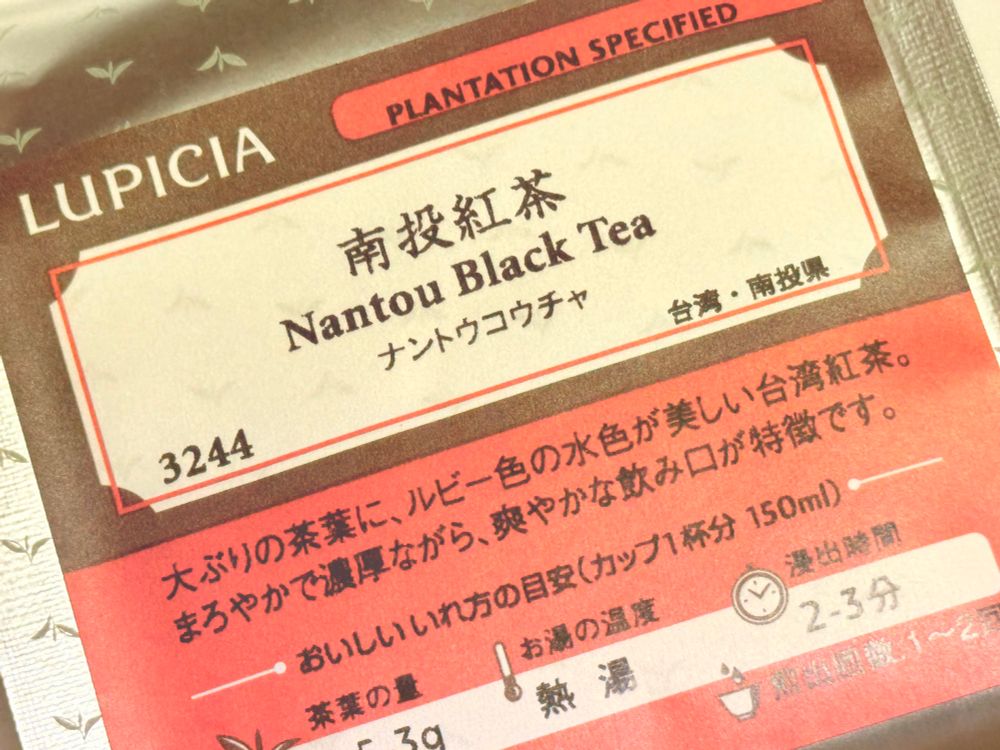 PLANTATION SPECIFIED
LUPICIA
南投紅茶
Nantou Black Tea
ナントウコウチャ
台湾・南投県
3244
大ぶりの茶葉に、ルビー色の水色が美しい台湾紅茶。
まろやかで濃厚ながら、爽やかな飲み口が特徴です。
おいしいいれ方の目安(カップ1杯分 150ml)
茶葉の量
お湯の温度
熱湯
浸出時間
2-3分